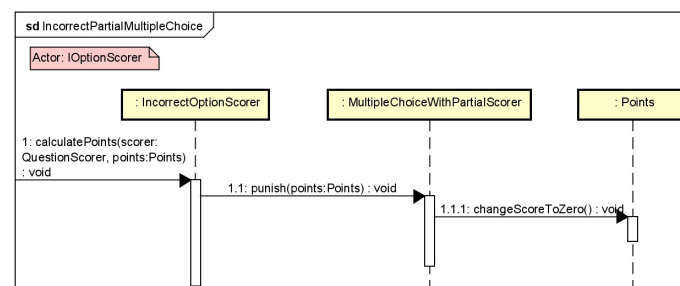 sd IncorrectPartialMultipleChoice
Actor: IOptionScorer
: IncorrectOptionScorer
: MultipleChoiceWithPartialScorer
: Points
1: calculatePoints(scorer:
QuestionScorer, points:Points)
: void
1.1: punish(points:Points) : void
1.1.1: changeScoreToZero() : void